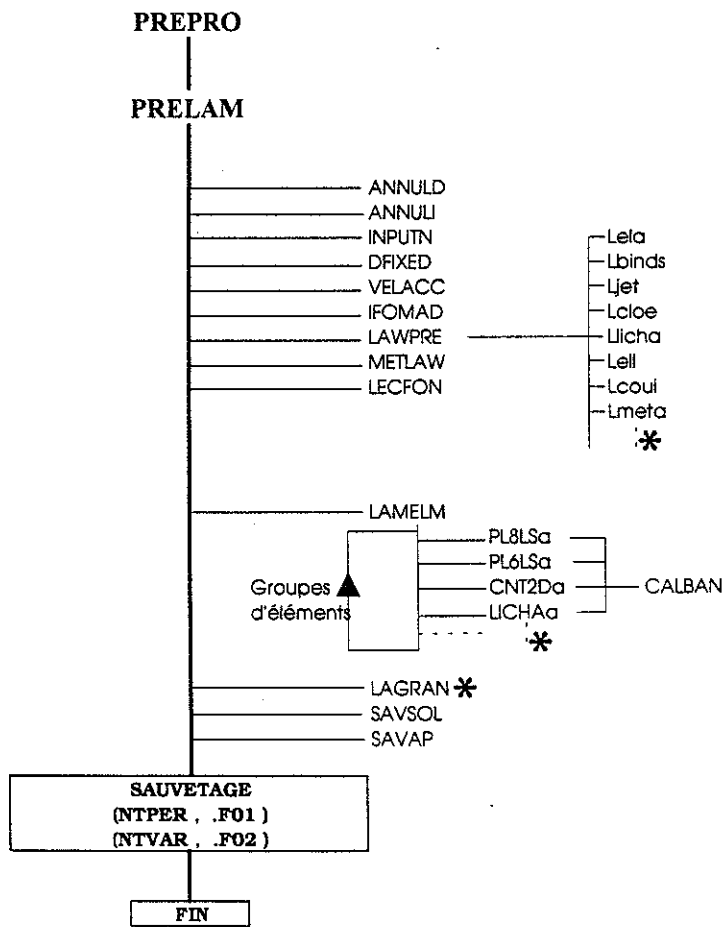 PREPRO
PRELAM
ANNULD
ANNULI
INPUTN
DFIXED
VELACC
IFOMAD
LAWPRE
METLAW
LECFON
Lela
Lbinds
Ljet
Lcloe
Llicha
Lell
Lcoui
Lmeta
*
LAMELM
Groupes
d'éléments
PL8LSa
PL6LSa
CNT2Da
LICHAa
*
CALBAN
LAGRAN *
SAVSOL
SAVAP
SAUVETAGE
(NTPER , .F01 )
(NTVAR , .F02 )
FIN